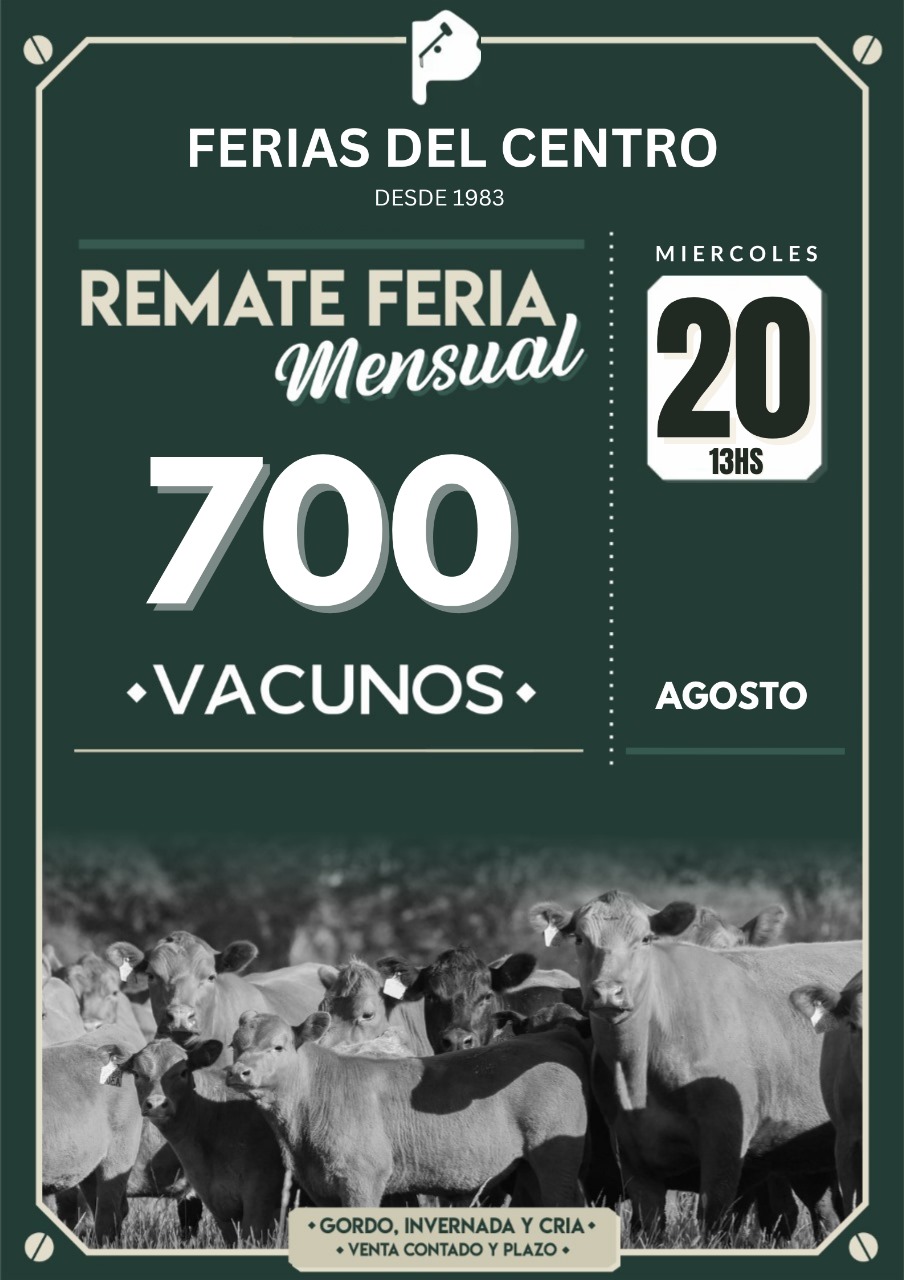 FERIAS DEL CENTRO
DESDE 1983
REMATE FERIA
Mensual
700
•VACUNOS•
MIERCOLES
20
13HS
AGOSTO
•GORDO, INVERNADA Y CRIA•
•VENTA CONTADO Y PLAZO•